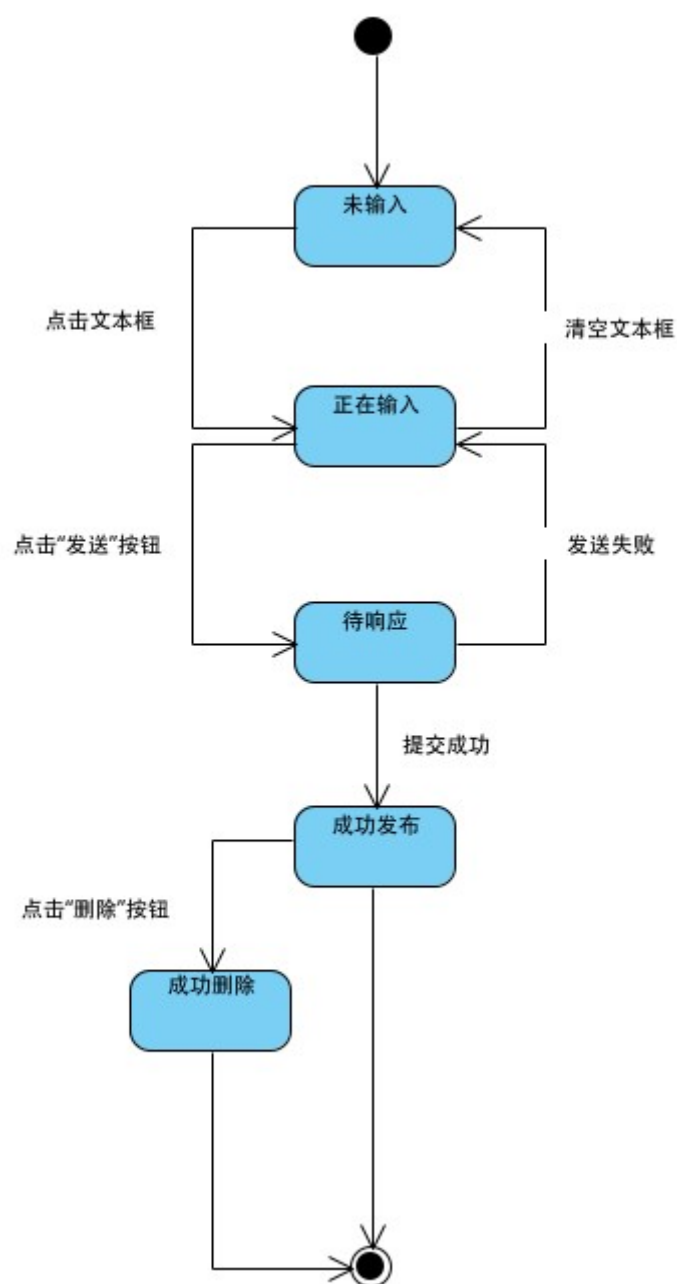 未输入
点击文本框
清空文本框
正在输入
点击“发送”按钮
发送失败
待响应
提交成功
成功发布
点击“删除”按钮
成功删除